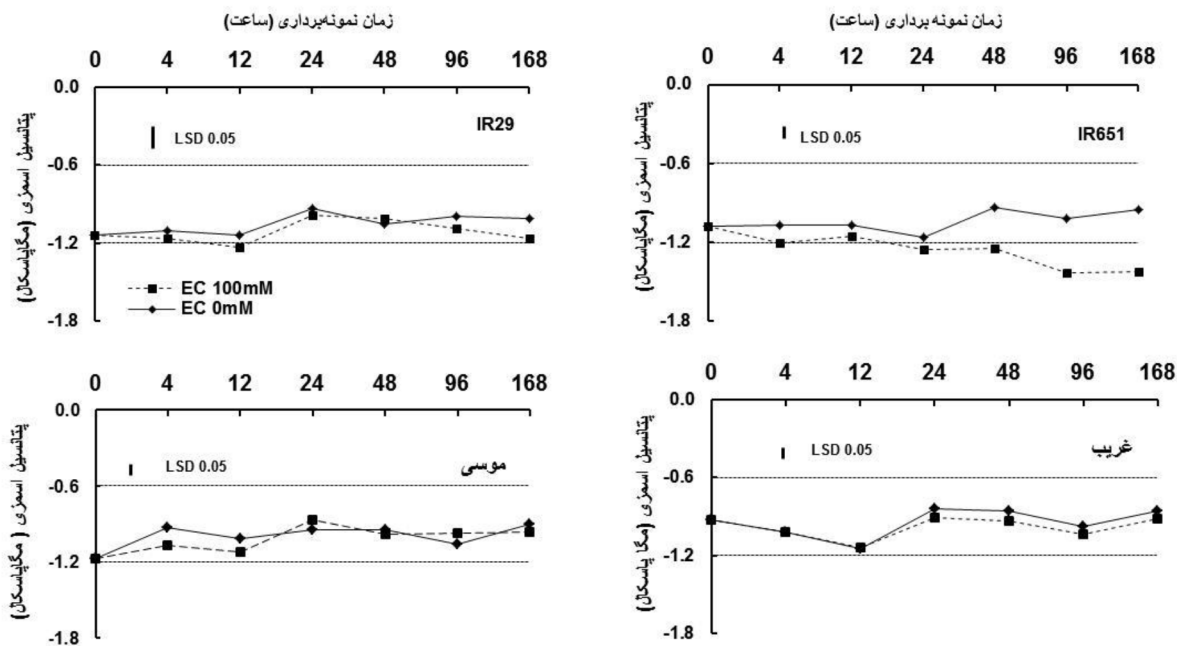 زمان نمونه‌برداری (ساعت)
0 4 12 24 48 96 168
0.0
-0.6
-1.2
-1.8
پتانسیل اسمزی (مگاپاسکال)
IR29
LSD 0.05
EC 100mM
EC 0mM
زمان نمونه برداری (ساعت)
0 4 12 24 48 96 168
0.0
-0.6
-1.2
-1.8
پتانسیل اسمزی (مگاپاسکال)
IR651
LSD 0.05
0 4 12 24 48 96 168
0.0
-0.6
-1.2
-1.8
پتانسیل اسمزی ( مگاپاسکال)
موسی
LSD 0.05
0 4 12 24 48 96 168
0.0
-0.6
-1.2
-1.8
پتانسیل اسمزی (مگا پاسکال)
غریب
LSD 0.05